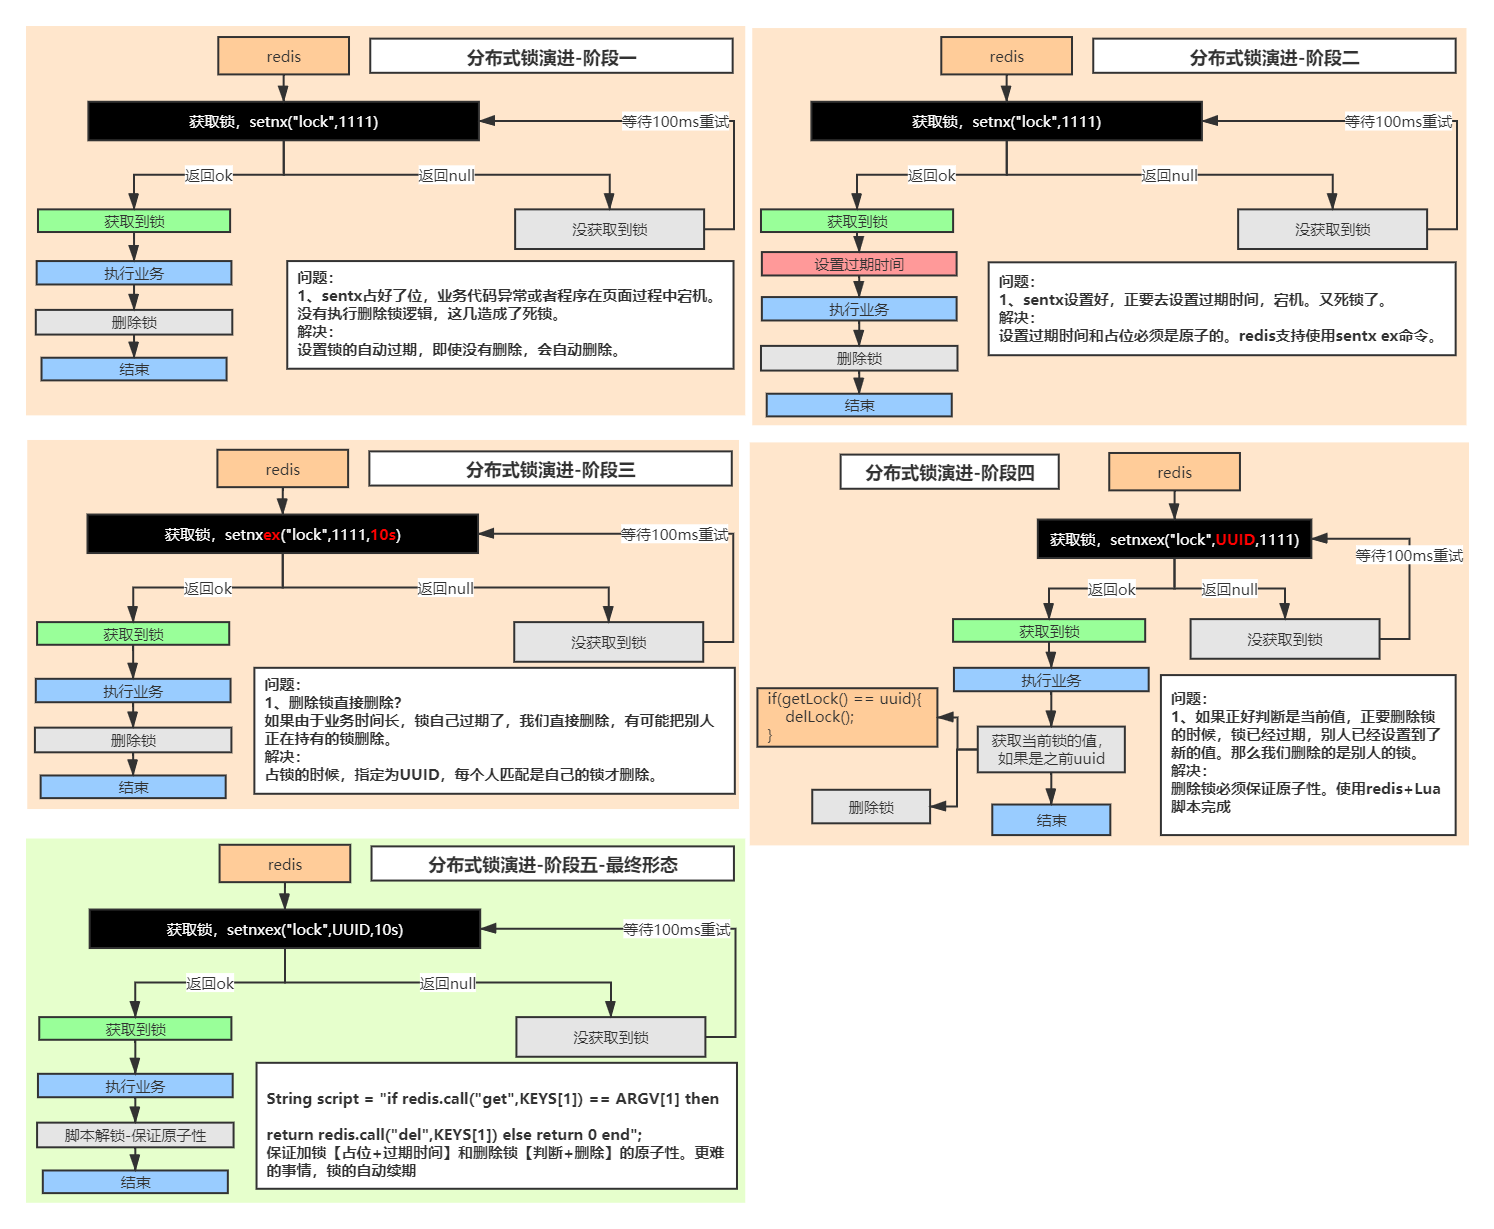 redis
分布式锁演进-阶段一
获取锁，setnx("lock",1111)
等待100ms重试
返回ok
返回null
获取到锁
没获取到锁
执行业务
删除锁
结束
问题：
1、sentx占好了位，业务代码异常或者程序在页面过程中宕机。
没有执行删除锁逻辑，这几造成了死锁。
解决：
设置锁的自动过期，即使没有删除，会自动删除。
redis
分布式锁演进-阶段二
获取锁，setnx("lock",1111)
等待100ms重试
返回ok
返回null
获取到锁
没获取到锁
设置过期时间
执行业务
删除锁
结束
问题：
1、sentx设置好，正要去设置过期时间，宕机。又死锁了。
解决：
设置过期时间和占位必须是原子的。redis支持使用sentx ex命令。
redis
分布式锁演进-阶段三
获取锁，setnxex("lock",1111,10s)
等待100ms重试
返回ok
返回null
获取到锁
没获取到锁
执行业务
删除锁
结束
问题：
1、删除锁直接删除？
如果由于业务时间长，锁自己过期了，我们直接删除，有可能把别人
正在持有的锁删除。
解决：
占锁的时候，指定为UUID，每个人匹配是自己的锁才删除。
分布式锁演进-阶段四
redis
获取锁，setnxex("lock",UUID,1111)
等待100ms重试
返回ok
返回null
获取到锁
没获取到锁
执行业务
if(getLock() == uuid){
delLock();
}
获取当前锁的值，
如果是之前uuid
删除锁
结束
问题：
1、如果正好判断是当前值，正要删除锁
的时候，锁已经过期，别人已经设置到了
新的值。那么我们删除的是别人的锁。
解决：
删除锁必须保证原子性。使用redis+Lua
脚本完成
redis
分布式锁演进-阶段五-最终形态
获取锁，setnxex("lock",UUID,10s)
等待100ms重试
返回ok
返回null
获取到锁
没获取到锁
执行业务
脚本解锁-保证原子性
结束
String script = "if redis.call("get",KEYS[1]) == ARGV[1] then
return redis.call("del",KEYS[1]) else return 0 end";
保证加锁【占位+过期时间】和删除锁【判断+删除】的原子性。更难
的事情，锁的自动续期